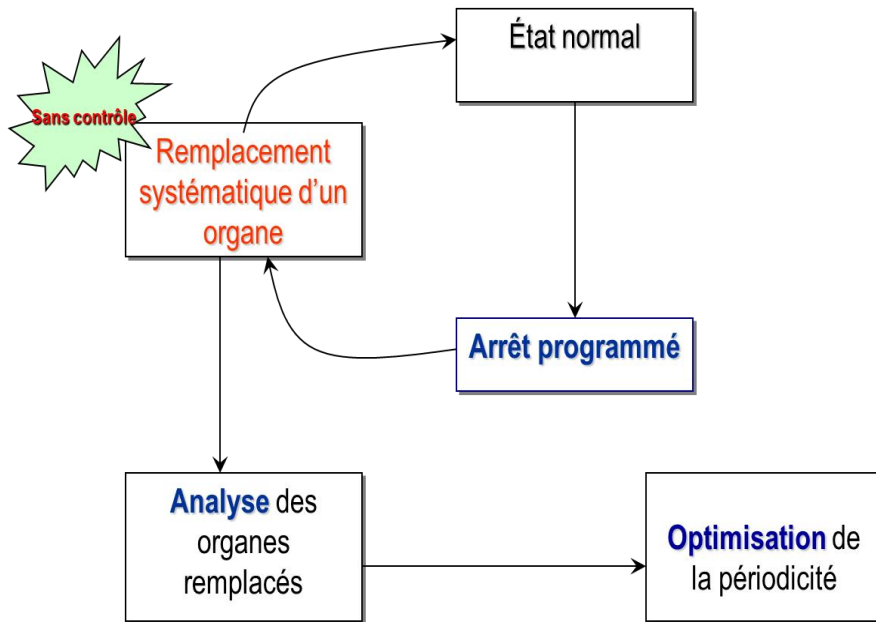 État normal
Sans contrôle
Remplacement
systématique d’un
organe
Arrêt programmé
Analyse des
organes
remplacés
Optimisation de
la périodicité